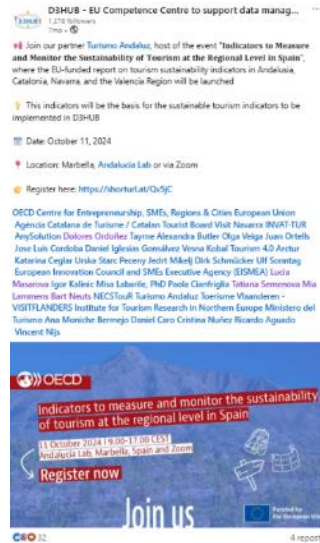 D3HUB - EU Competence Centre to support data manag...
1,278 followers
7mo
Join our partner Turismo Andaluz, host of the event "Indicators to Measure
and Monitor the Sustainability of Tourism at the Regional Level in Spain",
where the EU-funded report on tourism sustainability indicators in Andalusia,
Catalonia, Navarra, and the Valencia Region will be launched
This indicators will be the basis for the sustainable tourism indicators to be
implemented in D3HUB
Date: October 11, 2024
Location: Marbella, Andalucía Lab or via Zoom
Register here: https://shorturl.at/Qx5jC
OECD Centre for Entrepreneurship, SMEs, Regions & Cities European Union
Agència Catalana de Turisme / Catalan Tourist Board Visit Navarra INVAT·TUR
AnySolution Dolores Ordoñez Tayrne Alexandra Butler Olga Veiga Juan Ortells
Jose Luis Cordoba Daniel Iglesias Gonsálvez Vesna Kobal Tourism 4.0 Arctur
Katarina Ceglar Urska Starc Peceny Jedrt Mikelj Dirk Schmücker Ulf Sonntag
European Innovation Council and SMEs Executive Agency (EISMEA) Lucia
Masarova Igor Kalinic Misa Labarile, PhD Paola Cianfriglia Tatiana Semenova Mia
Lammens Bart Neuts NECSTouR Turismo Andaluz Toerisme Vlaanderen -
VISITFLANDERS Institute for Tourism Research in Northern Europe Ministero del
Turismo Ana Moniche Bermejo Daniel Caro Cristina Nuñez Ricardo Aguado
Vincent Nijs
OECD
Indicators to measure and monitor the sustainability
of tourism at the regional level in Spain
11 October 2024 | 9.00-17.00 CEST
Andalucía Lab, Marbella, Spain and Zoom
Register now
Join us
Funded by
the European Union
32
4 repost